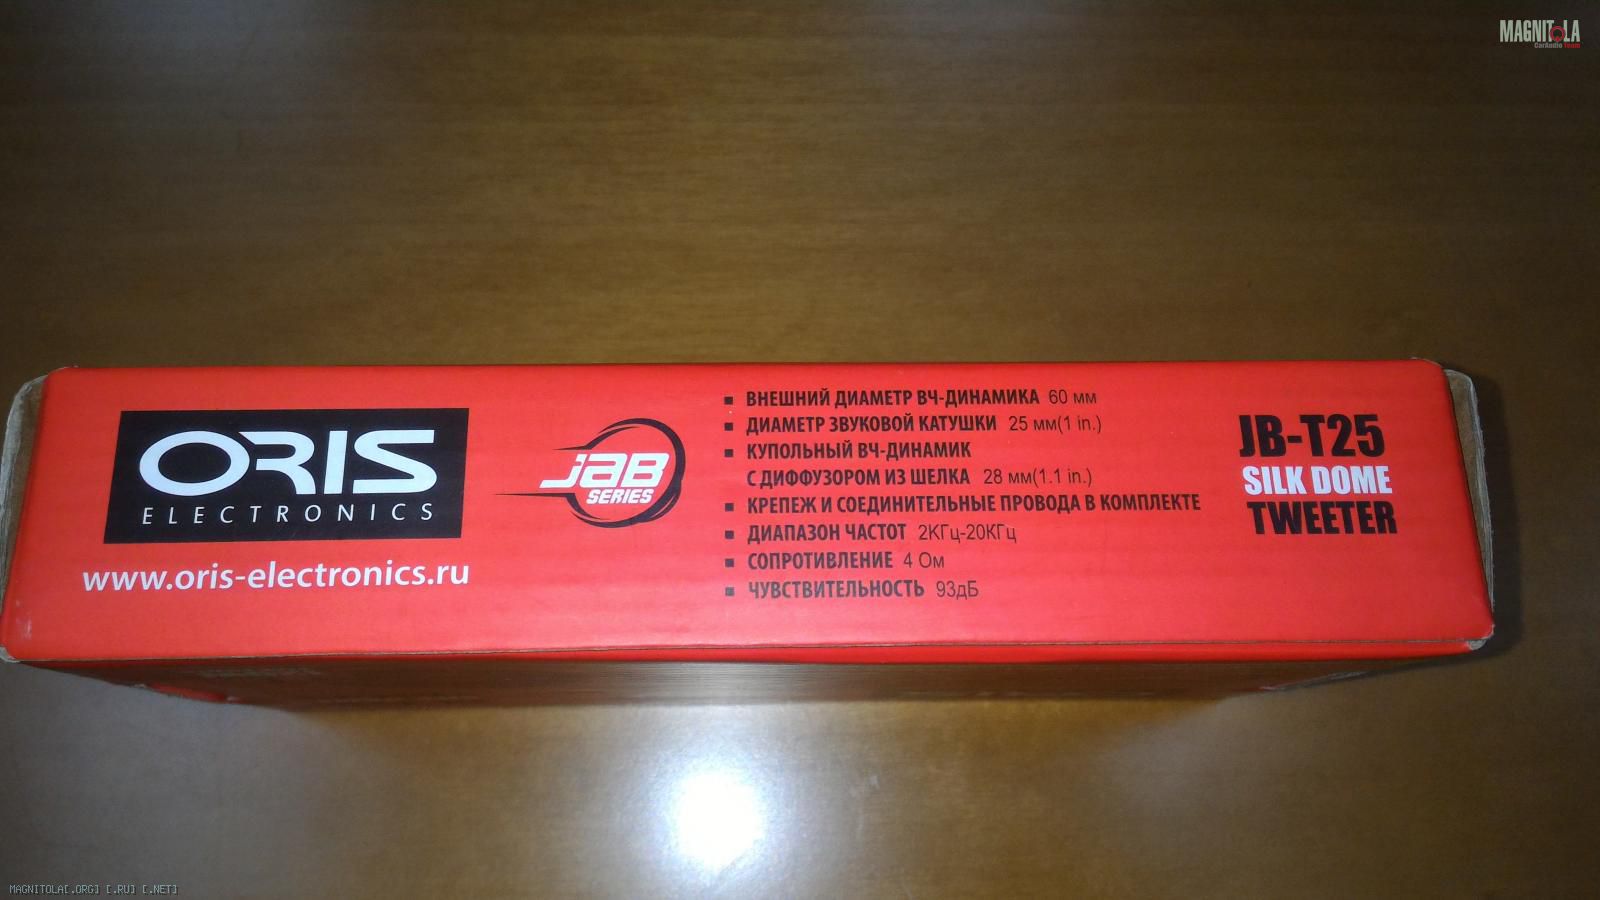 MAGNITOLA
CarAudio Team
ORIS
ELECTRONICS
www.oris-electronics.ru
JAB
SERIES
▪ ВНЕШНИЙ ДИАМЕТР ВЧ-ДИНАМИКА 60 мм
▪ ДИАМЕТР ЗВУКОВОЙ КАТУШКИ 25 мм(1 in.)
▪ КУПОЛЬНЫЙ ВЧ-ДИНАМИК
С ДИФФУЗОРОМ ИЗ ШЕЛКА 28 мм(1.1 in.)
▪ КРЕПЕЖ И СОЕДИНИТЕЛЬНЫЕ ПРОВОДА В КОМПЛЕКТЕ
▪ ДИАПАЗОН ЧАСТОТ 2КГц-20КГц
▪ СОПРОТИВЛЕНИЕ 4 Ом
▪ ЧУВСТВИТЕЛЬНОСТЬ 93дБ
JB-T25
SILK DOME
TWEETER
MAGNITOLA[.ORG] [.RU] [.NET]